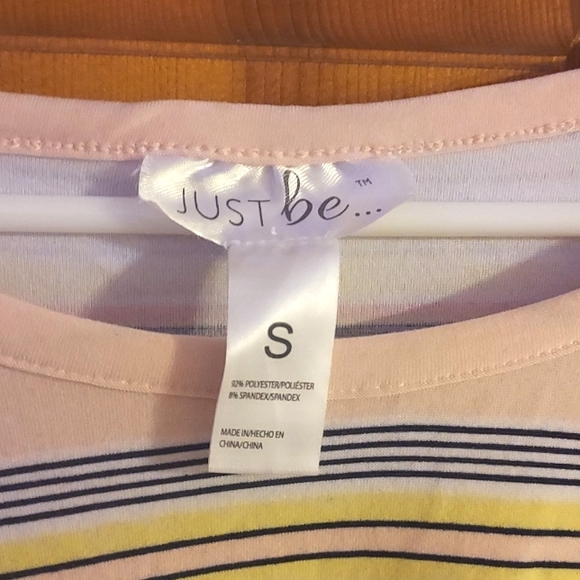 JUST be...™
S
92% POLYESTER/POLIÉSTER
8% SPANDEX/SPANDEX
MADE IN/HECHO EN
CHINA/CHINA